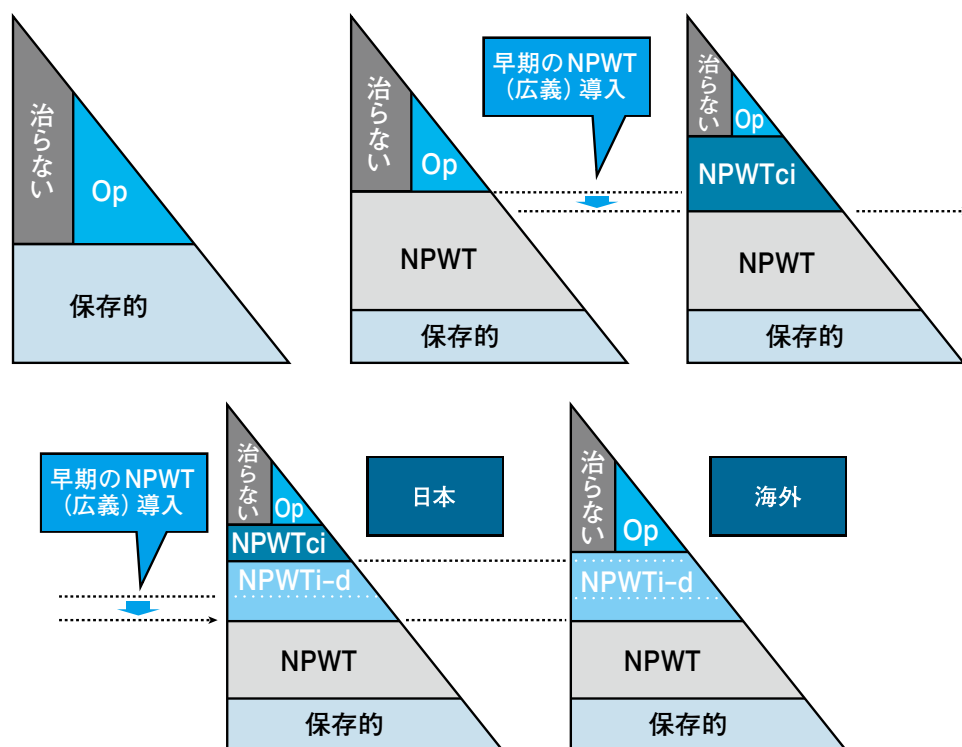 治らない
Op
保存的
治らない
Op
NPWT
保存的
早期のNPWT
(広義)導入
治らない
Op
NPWTci
NPWT
保存的
早期のNPWT
(広義)導入
治らない
Op
NPWTci
NPWTi-d
NPWT
保存的
日本
治らない
Op
NPWTi-d
NPWT
保存的
海外